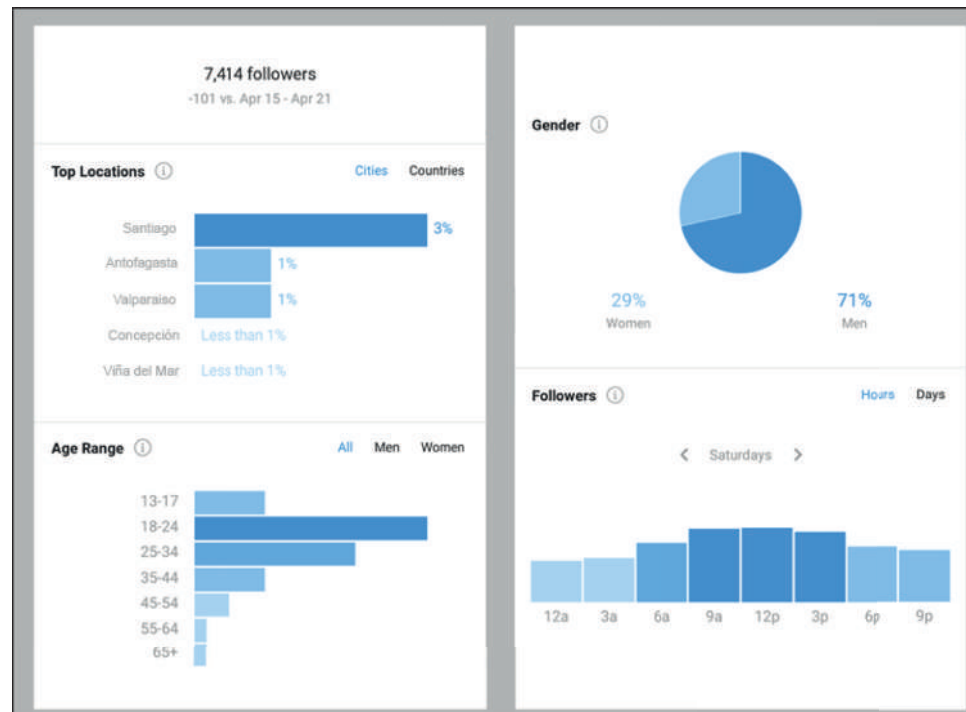 7,414 followers
-101 vs. Apr 15 - Apr 21
Top Locations
Cities Countries
Santiago 3%
Antofagasta 1%
Valparaiso 1%
Concepción Less than 1%
Viña del Mar Less than 1%
Age Range
All Men Women
13-17
18-24
25-34
35-44
45-54
55-64
65+
Gender
29% 71%
Women Men
Followers
Hours Days
< Saturdays >
12a 3a 6a 9a 12p 3p 6p 9p